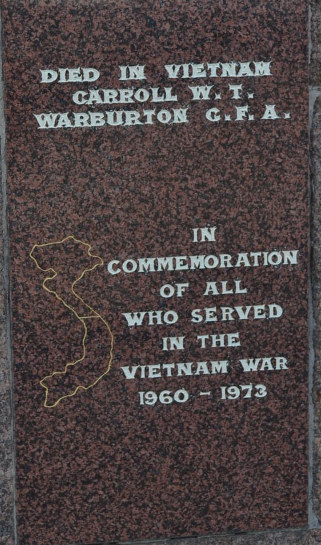 DIED IN VIETNAM
CARROLL W. T.
WARBURTON G. F. A.
IN
COMMEMORATION
OF ALL
WHO SERVED
IN THE
VIETNAM WAR
1960 - 1973